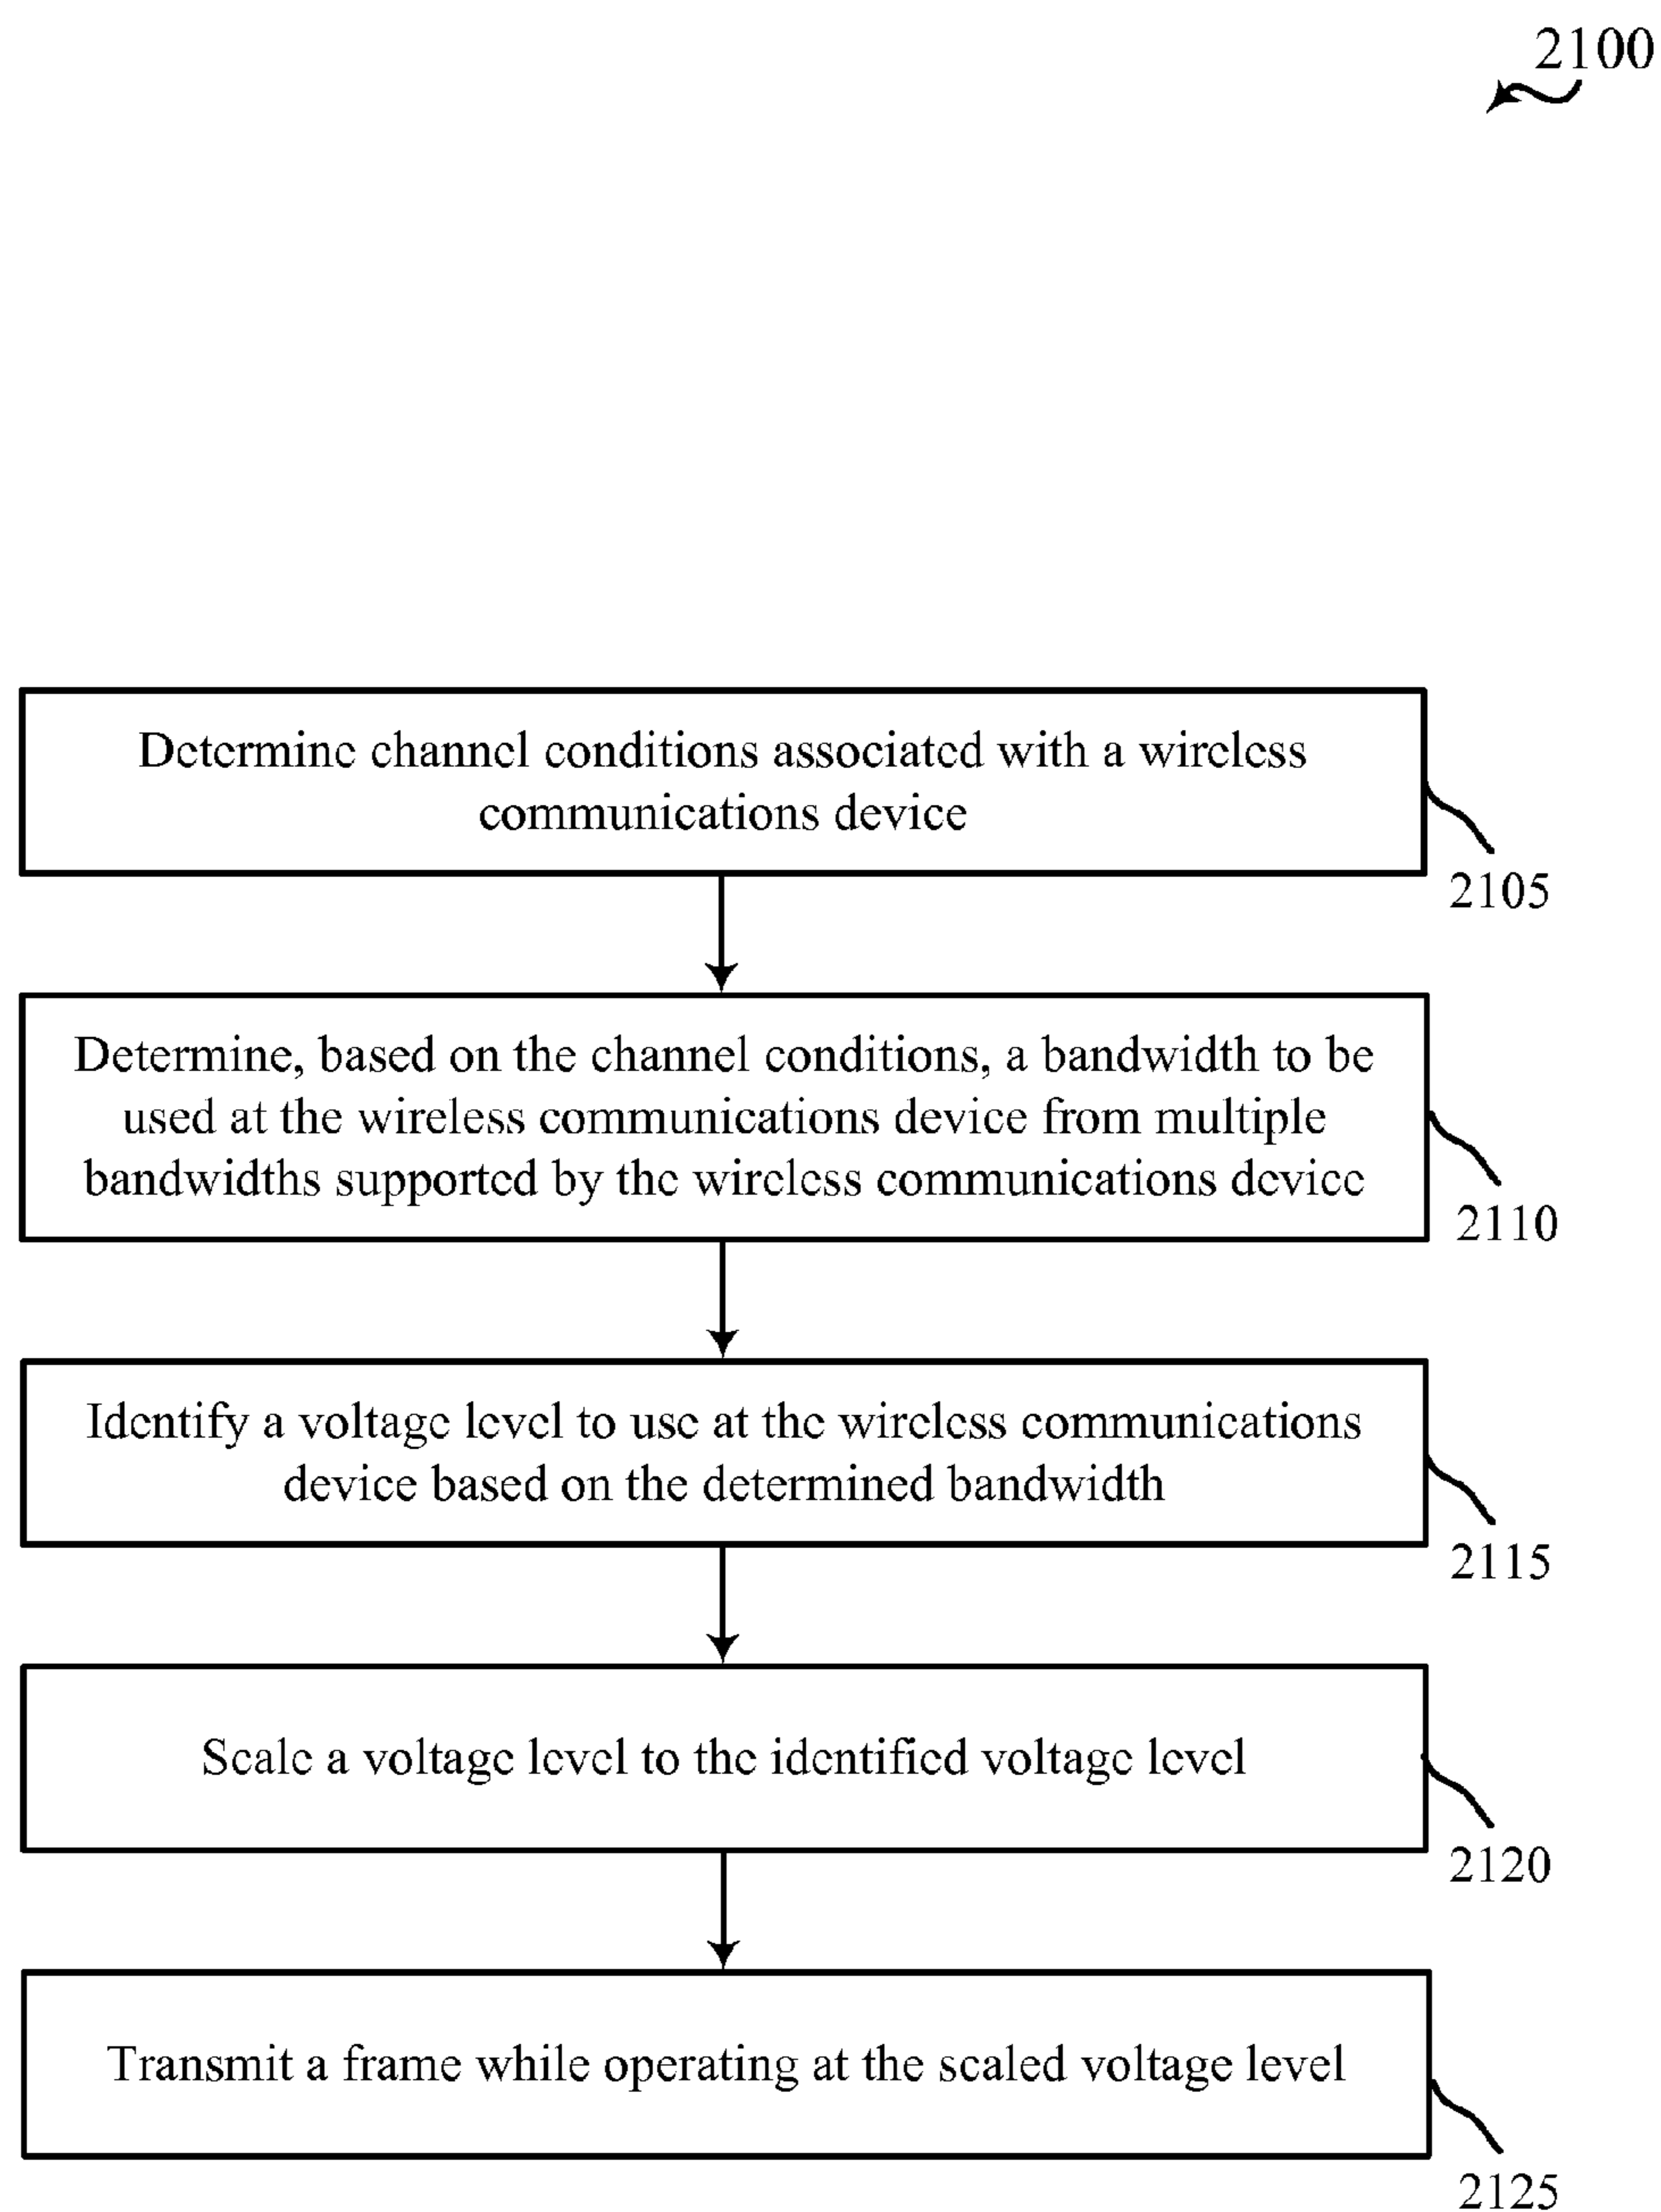 2100
Determine channel conditions associated with a wireless
communications device
2105
Determine, based on the channel conditions, a bandwidth to be
used at the wireless communications device from multiple
bandwidths supported by the wireless communications device
2110
Identify a voltage level to use at the wireless communications
device based on the determined bandwidth
2115
Scale a voltage level to the identified voltage level
2120
Transmit a frame while operating at the scaled voltage level
2125